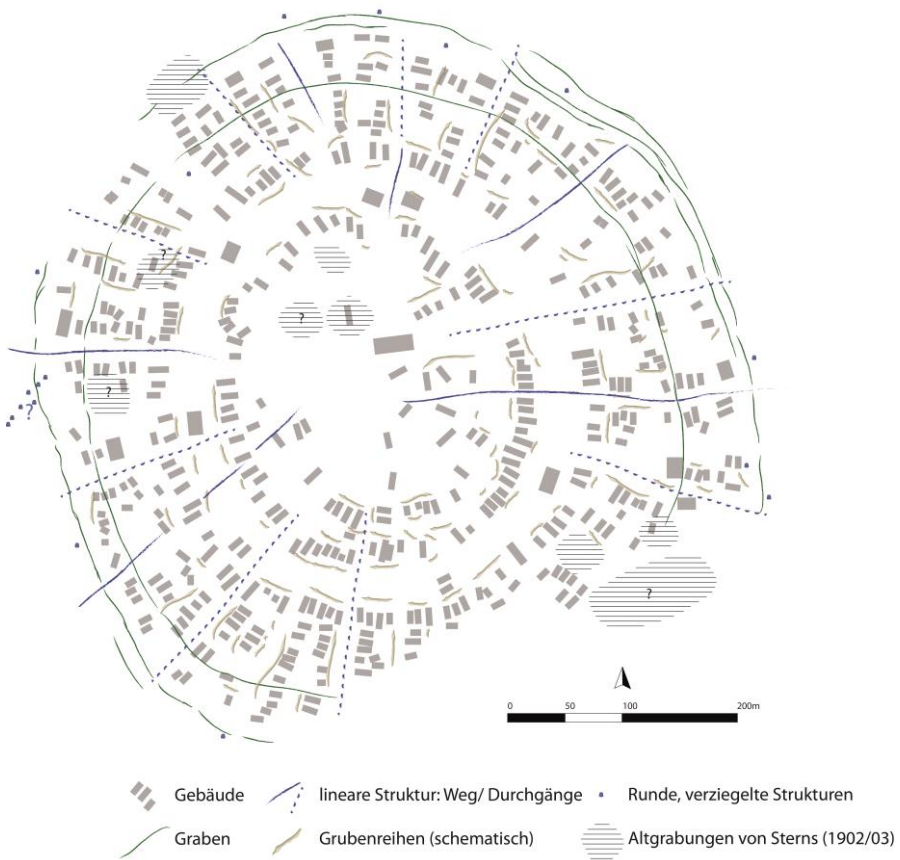 ?
?
?
?
?
0 50 100 200m
Gebäude lineare Struktur: Weg/ Durchgänge Runde, verziegelte Strukturen
Graben Grubenreihen (schematisch) Altgrabungen von Sterns (1902/03)